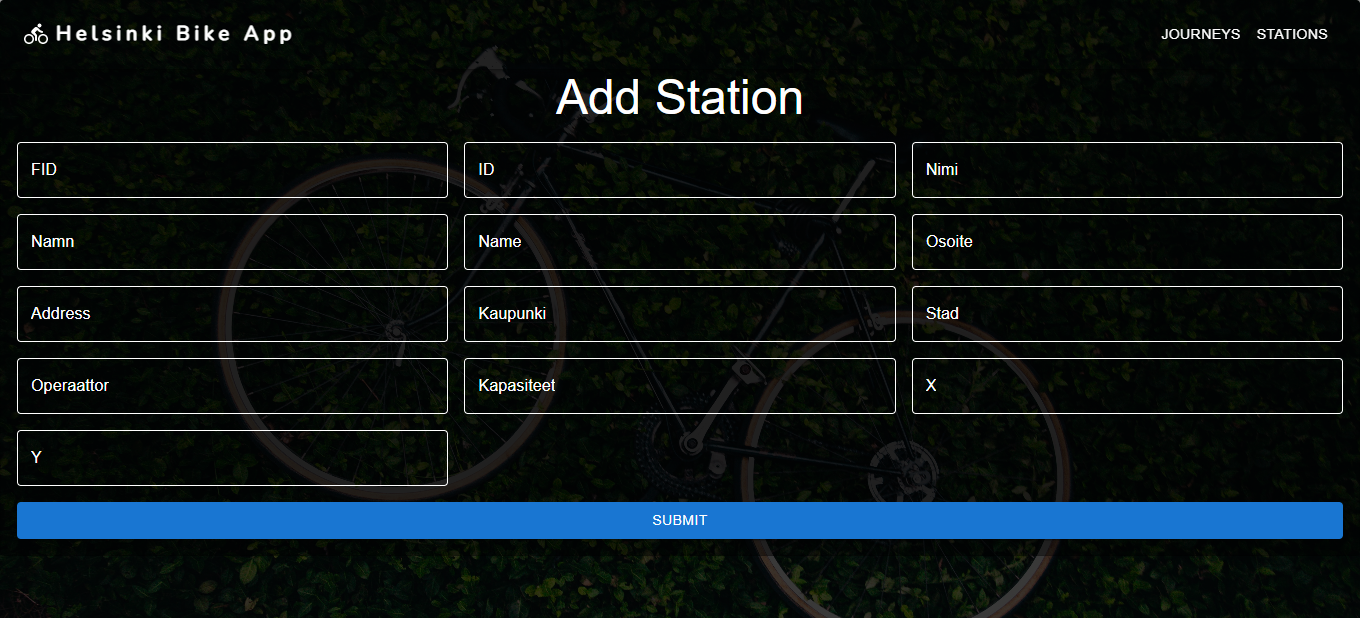 Helsinki Bike App
JOURNEYS STATIONS
Add Station
FID ID Nimi
Namn Name Osoite
Address Kaupunki Stad
Operaattor Kapasiteet X
Y
SUBMIT